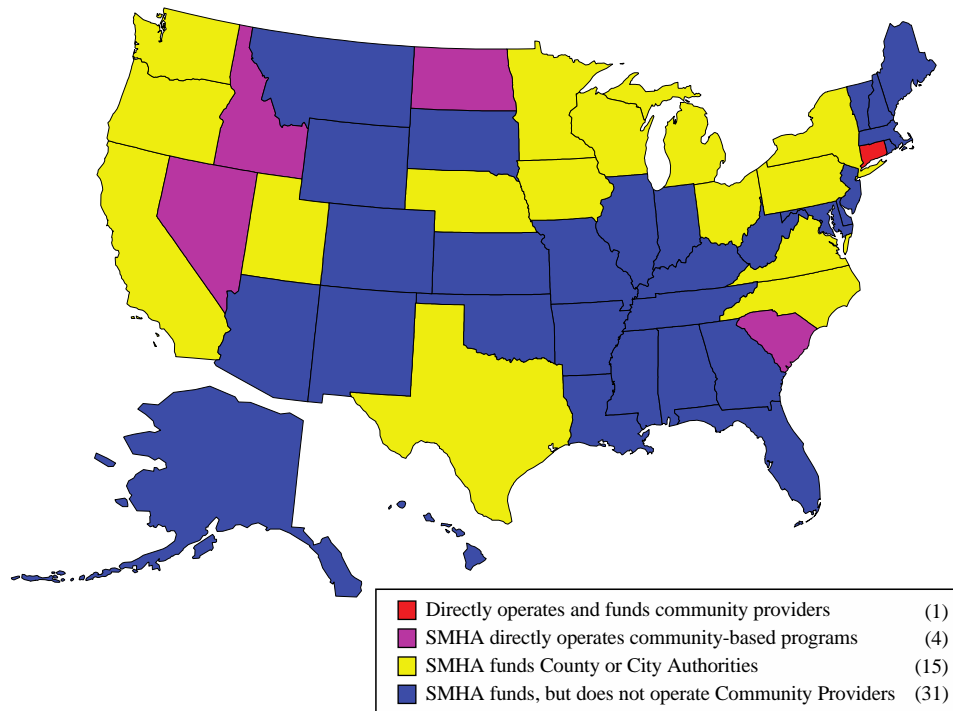 Directly operates and funds community providers (1)
SMHA directly operates community-based programs (4)
SMHA funds County or City Authorities (15)
SMHA funds, but does not operate Community Providers (31)